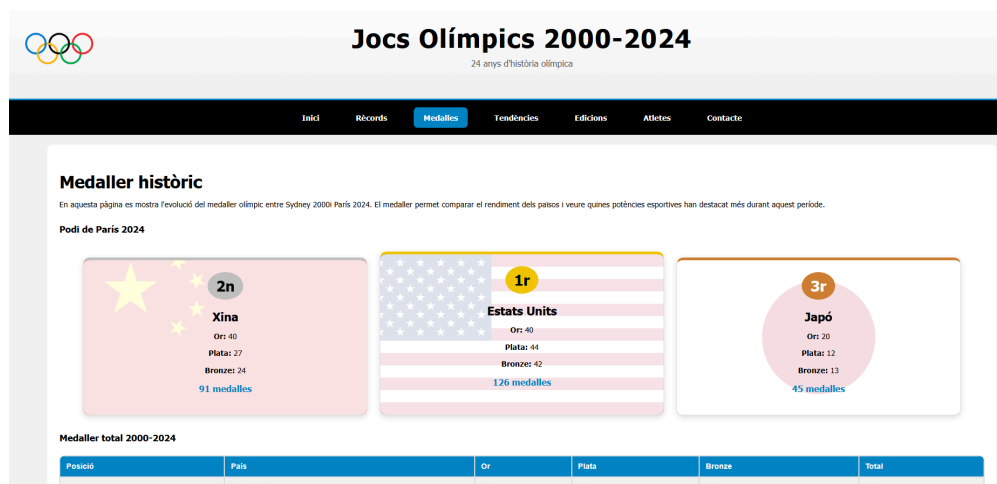 Jocs Olímpics 2000-2024
24 anys d'història olímpica
Inici Rècords Medalles Tendències Edicions Atletes Contacte
Medaller històric
En aquesta pàgina es mostra l'evolució del medaller olímpic entre Sydney 2000i París 2024. El medaller permet comparar el rendiment dels països i veure quines potències esportives han destacat més durant aquest període.
Podi de París 2024
2n
Xina
Or: 40
Plata: 27
Bronze: 24
91 medalles
1r
Estats Units
Or: 40
Plata: 44
Bronze: 42
126 medalles
3r
Japó
Or: 20
Plata: 12
Bronze: 13
45 medalles
Medaller total 2000-2024
Posició País Or Plata Bronze Total